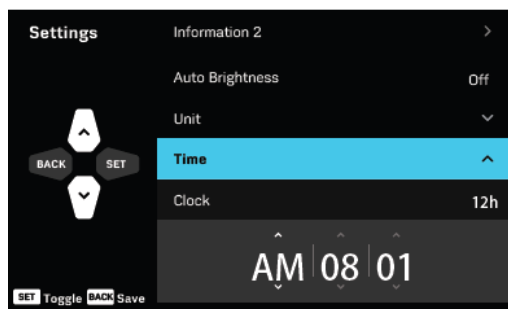 Settings
Information 2
Auto Brightness Off
Unit
BACK SET
Time
Clock 12h
AM 08 01
SET Toggle BACK Save